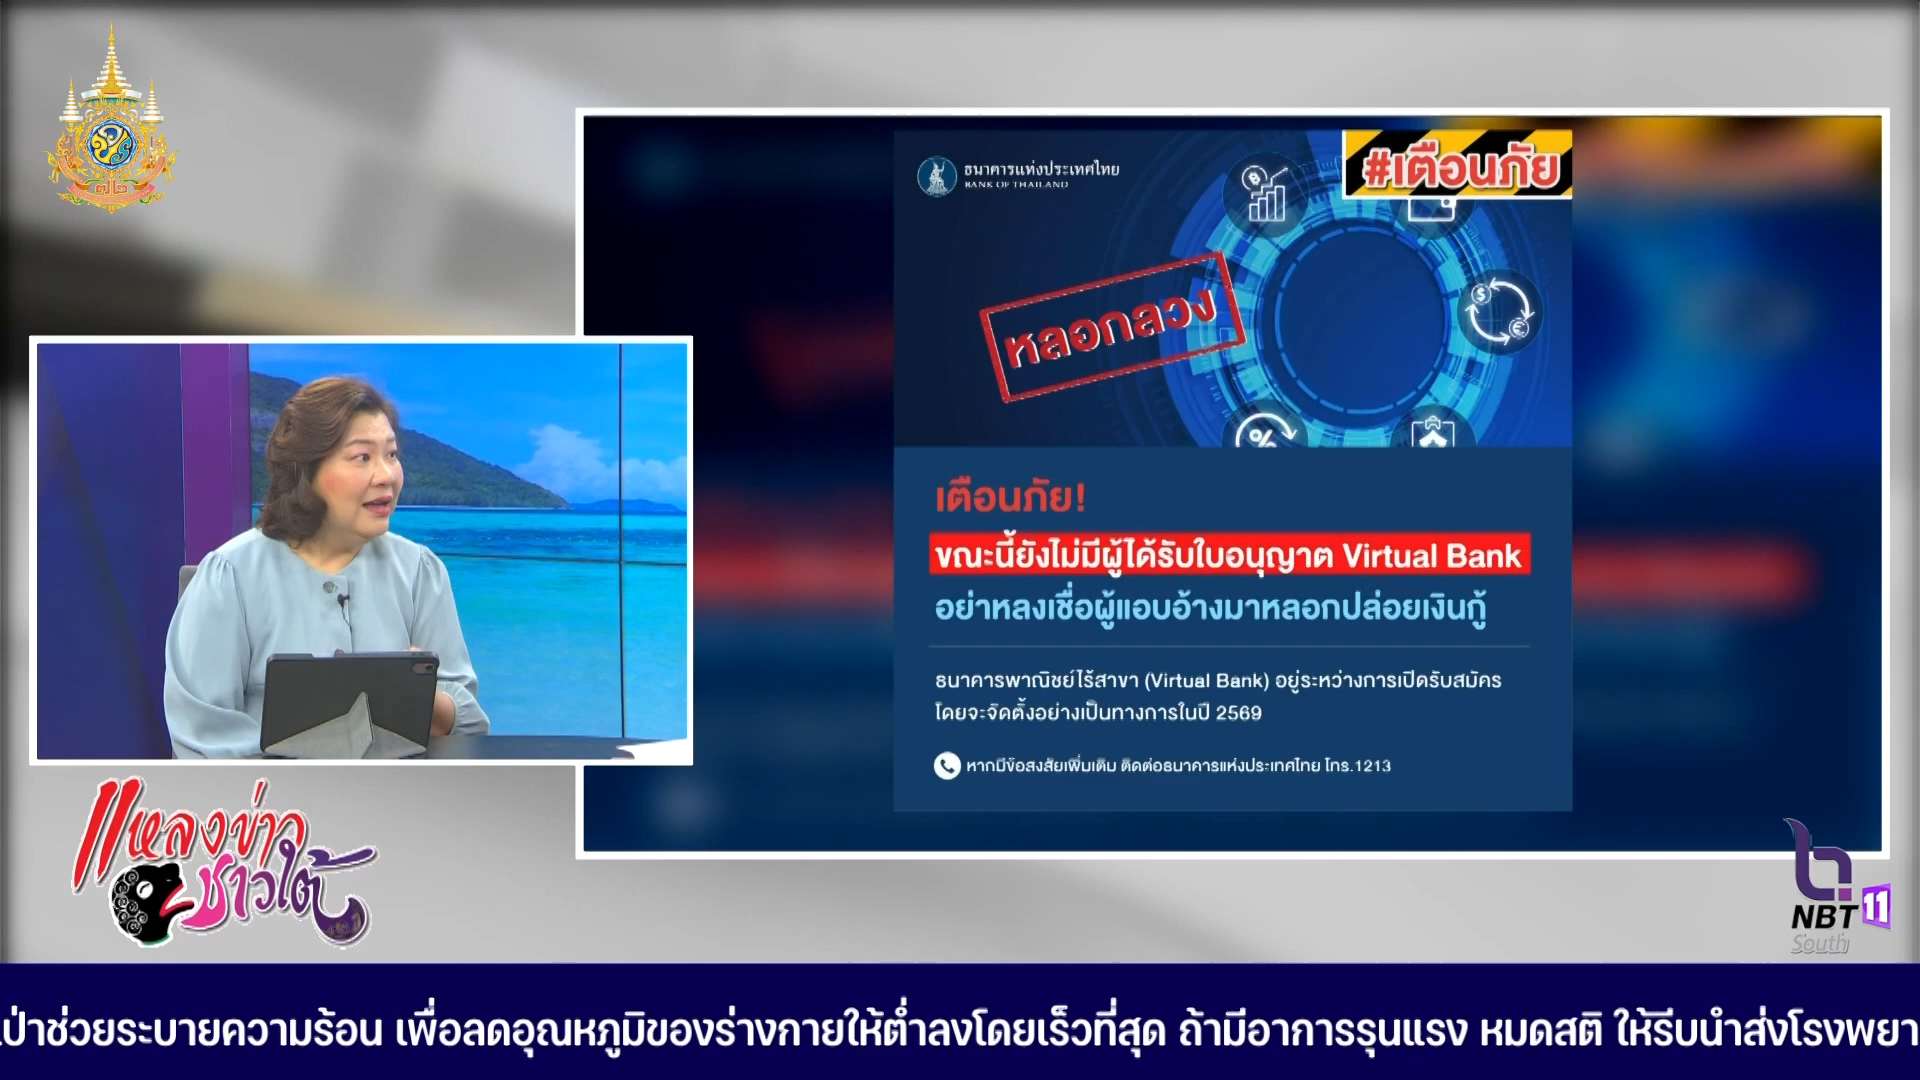 ธนาคารแห่งประเทศไทย
BANK OF THAILAND
#เตือนภัย
หลอกลวง
เตือนภัย!
ขณะนี้ยังไม่มีผู้ได้รับใบอนุญาต Virtual Bank
อย่าหลงเชื่อผู้แอบอ้างมาหลอกปล่อยเงินกู้
ธนาคารพาณิชย์ไร้สาขา (Virtual Bank) อยู่ระหว่างการเปิดรับสมัคร
โดยจะจัดตั้งอย่างเป็นทางการในปี 2569
หากมีข้อสงสัยเพิ่มเติม ติดต่อธนาคารแห่งประเทศไทย โทร.1213
แหลงข่าว
ชาวใต้
NBT 11
South
เป่าช่วยระบายความร้อน เพื่อลดอุณหภูมิของร่างกายให้ต่ำลงโดยเร็วที่สุด ถ้ามีอาการรุนแรง หมดสติ ให้รีบนำส่งโรงพยา